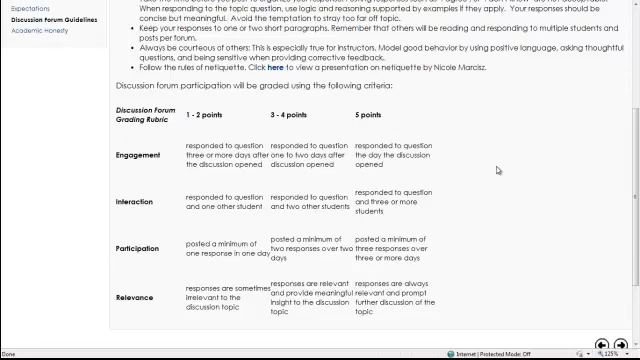 Expectations
Discussion Forum Guidelines
Academic Honesty
When responding to the topic question, use logic and reasoning supported by examples if they apply. Your responses should be
concise but meaningful. Avoid the temptation to stray too far off topic.
• Keep your responses to one or two short paragraphs. Remember that others will be reading and responding to multiple students and
posts per forum.
• Always be courteous of others: This is especially true for instructors. Model good behavior by using positive language, asking thoughtful
questions, and being sensitive when providing corrective feedback.
• Follow the rules of netiquette. Click here to view a presentation on netiquette by Nicole Marcisz.
Discussion forum participation will be graded using the following criteria:
Discussion Forum
Grading Rubric
1 - 2 points
3 - 4 points
5 points
Engagement
responded to question
three or more days after
the discussion opened
responded to question
one to two days after
discussion opened
responded to question
the day the discussion
opened
Interaction
responded to question
and one other student
responded to question
and two other students
responded to question
and three or more
students
Participation
posted a minimum of
one response in one day
posted a minimum of
two responses over two
days
posted a minimum of
three responses over
three or more days
Relevance
responses are sometimes
irrelevant to the
discussion topic
responses are relevant
and provide meaningful
insight to the discussion
topic
responses are always
relevant and prompt
further discussion of the
topic
Done
Internet | Protected Mode: Off
125%